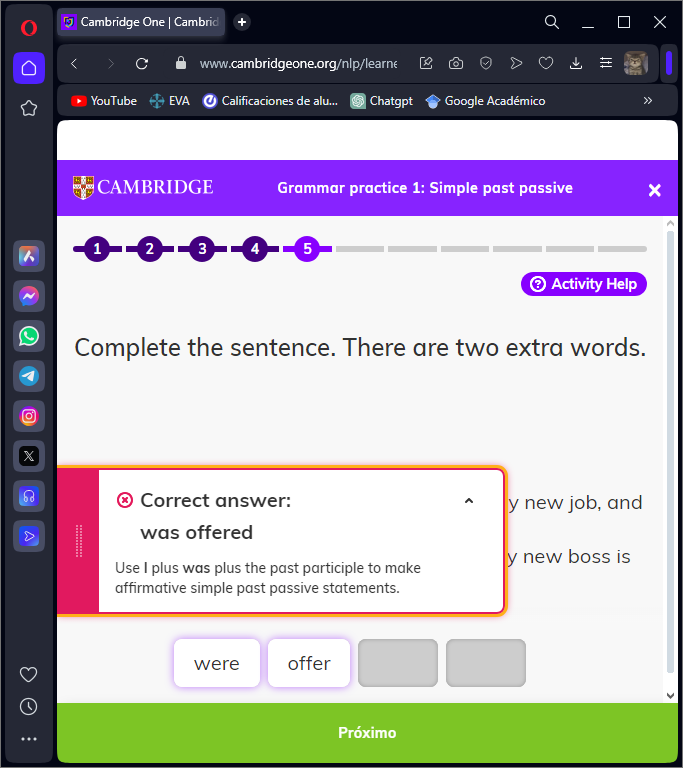 Cambridge One | Cambrid
www.cambridgeone.org/nlp/learne
YouTube
EVA
Calificaciones de alu...
Chatgpt
Google Académico
CAMBRIDGE
Grammar practice 1: Simple past passive
1 2 3 4 5
Activity Help
Complete the sentence. There are two extra words.
y new job, and
y new boss is
Correct answer:
was offered
Use I plus was plus the past participle to make
affirmative simple past passive statements.
were offer
Próximo